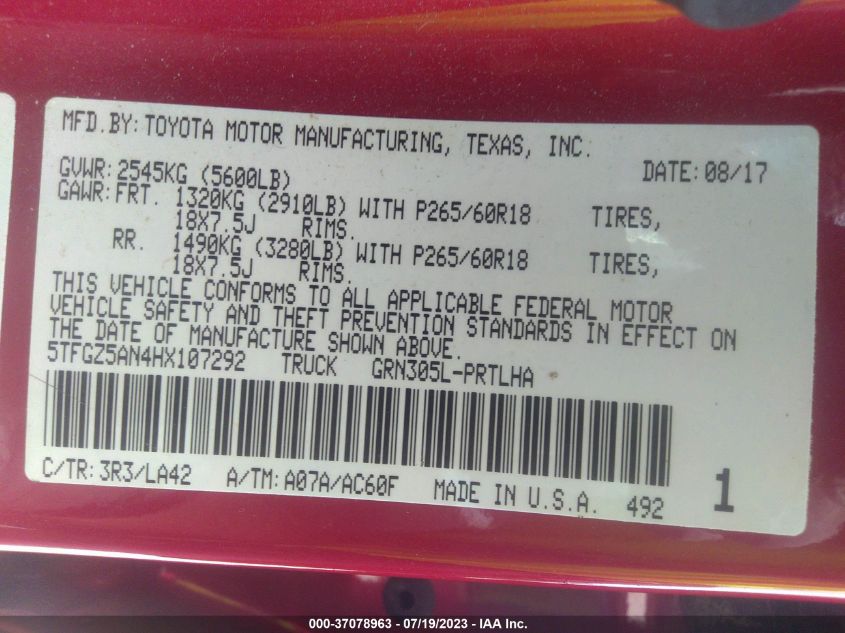 MFD.BY: TOYOTA MOTOR MANUFACTURING, TEXAS, INC.
DATE: 08/17
GVWR: 2545KG (5600LB)
GAWR: FRT. 1320KG (2910LB) WITH P265/60R18 TIRES,
18X7.5J RIMS.
RR. 1490KG (3280LB) WITH P265/60R18 TIRES,
18X7.5J RIMS.
THIS VEHICLE CONFORMS TO ALL APPLICABLE FEDERAL MOTOR
VEHICLE SAFETY AND THEFT PREVENTION STANDARDS IN EFFECT ON
THE DATE OF MANUFACTURE SHOWN ABOVE.
5TFGZ5AN4HX107292 TRUCK GRN305L-PRTLHA
C/TR: 3R3/LA42 A/TM: A07A/AC60F MADE IN U.S.A. 492 1
000-37078963 - 07/19/2023 - IAA Inc.